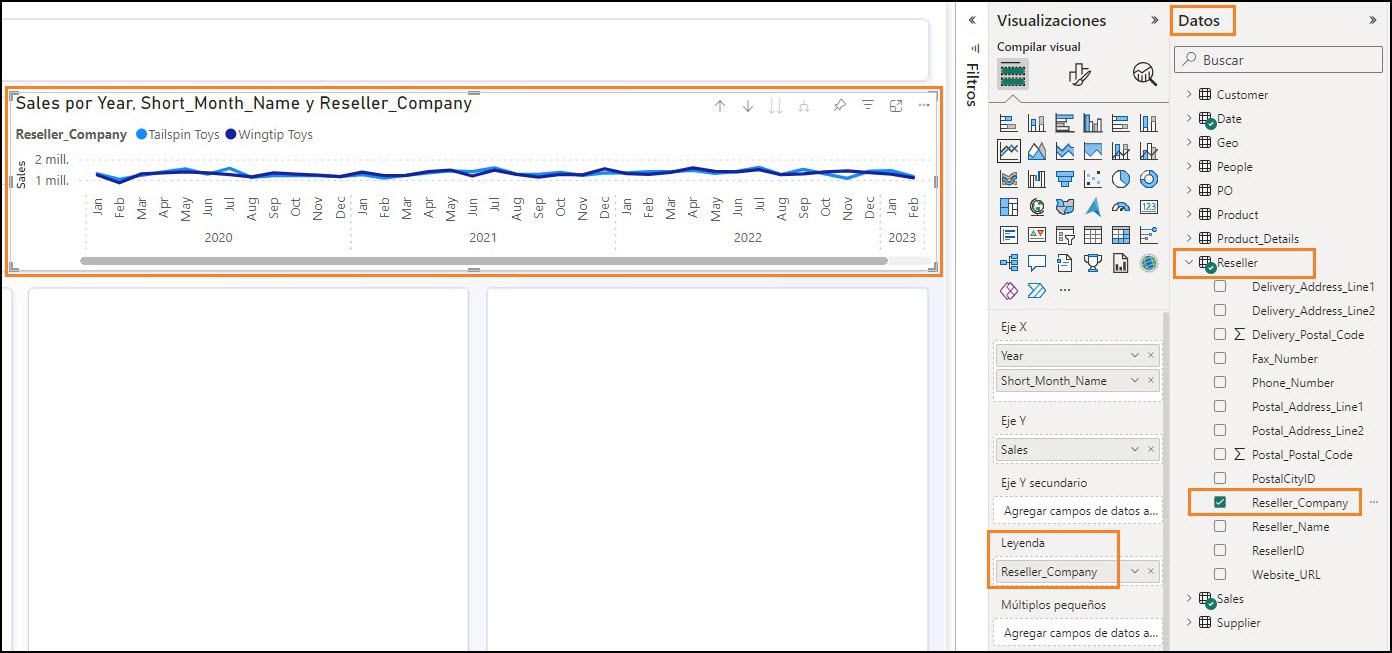 Sales por Year, Short_Month_Name y Reseller_Company
Reseller_Company Tailspin Toys Wingtip Toys
Sales
2 mill.
1 mill.
Jan Feb Mar Apr May Jun Jul Aug Sep Oct Nov Dec Jan Feb Mar Apr May Jun Jul Aug Sep Oct Nov Dec Jan Feb Mar Apr May Jun Jul Aug Sep Oct Nov Dec Jan Feb
2020 2021 2022 2023
Filtros
Visualizaciones
Compilar visual
123
Eje X
Year
Short_Month_Name
Eje Y
Sales
Eje Y secundario
Agregar campos de datos a...
Leyenda
Reseller_Company
Múltiplos pequeños
Agregar campos de datos a...
Datos
Buscar
Customer
Date
Geo
People
PO
Product
Product_Details
Reseller
Delivery_Address_Line1
Delivery_Address_Line2
Delivery_Postal_Code
Fax_Number
Phone_Number
Postal_Address_Line1
Postal_Address_Line2
Postal_Postal_Code
PostalCityID
Reseller_Company
Reseller_Name
ResellerID
Website_URL
Sales
Supplier